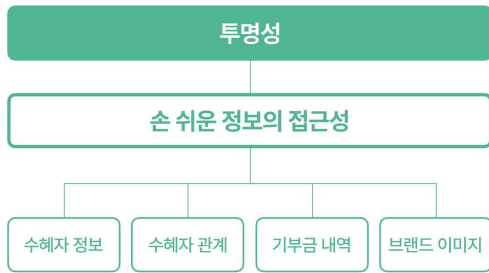 투명성
손 쉬운 정보의 접근성
수혜자 정보
수혜자 관계
기부금 내역
브랜드 이미지